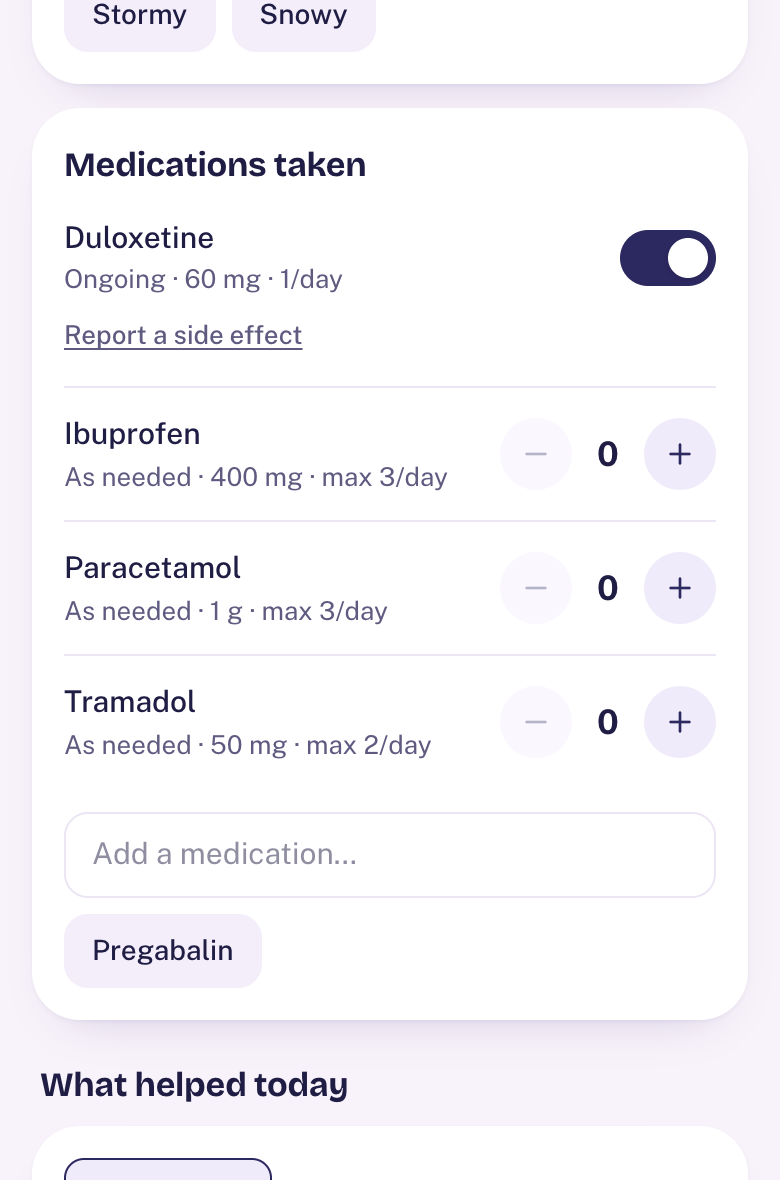 Stormy
Snowy
Medications taken
Duloxetine
Ongoing · 60 mg · 1/day
Report a side effect
Ibuprofen
As needed · 400 mg · max 3/day
0
Paracetamol
As needed · 1 g · max 3/day
0
Tramadol
As needed · 50 mg · max 2/day
0
Add a medication...
Pregabalin
What helped today